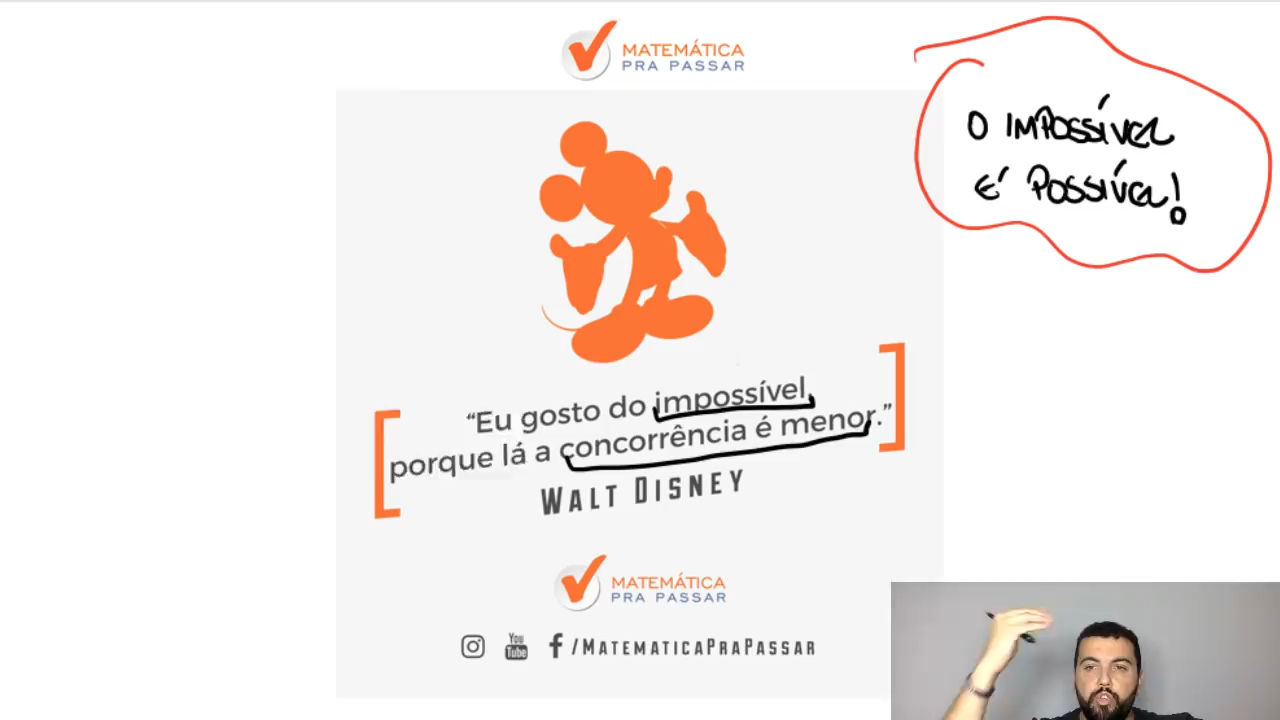 MATEMÁTICA
PRA PASSAR
O IMPOSSÍVEL
É POSSÍVEL!
“Eu gosto do impossível,
porque lá a concorrência é menor.”
WALT DISNEY
MATEMÁTICA
PRA PASSAR
You
Tube
/MATEMATICAPRAPASSAR